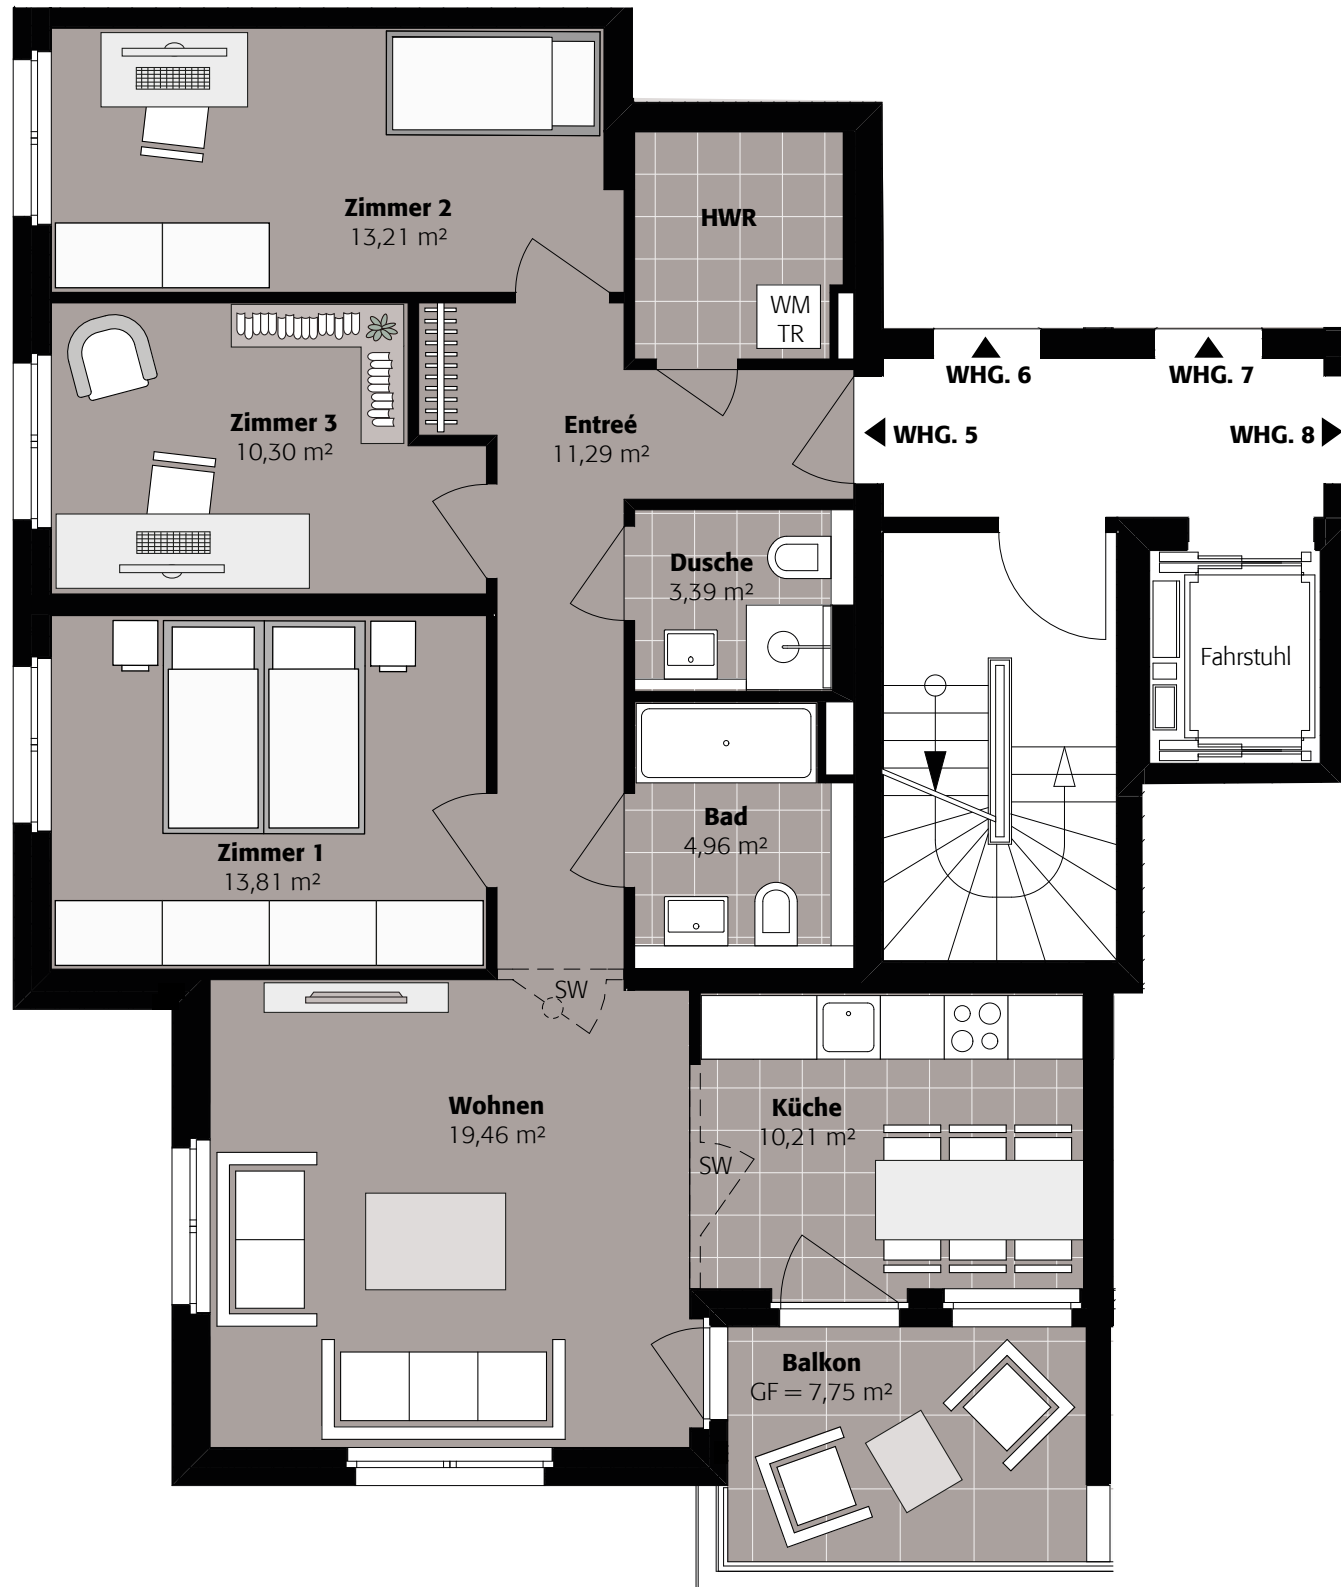 Zimmer 2
13,21 m²
HWR
WM
TR
WHG. 6
WHG. 7
Zimmer 3
10,30 m²
Entreé
11,29 m²
WHG. 5
WHG. 8
Dusche
3,39 m²
Fahrstuhl
Bad
4,96 m²
Zimmer 1
13,81 m²
SW
Wohnen
19,46 m²
Küche
10,21 m²
SW
Balkon
GF = 7,75 m²